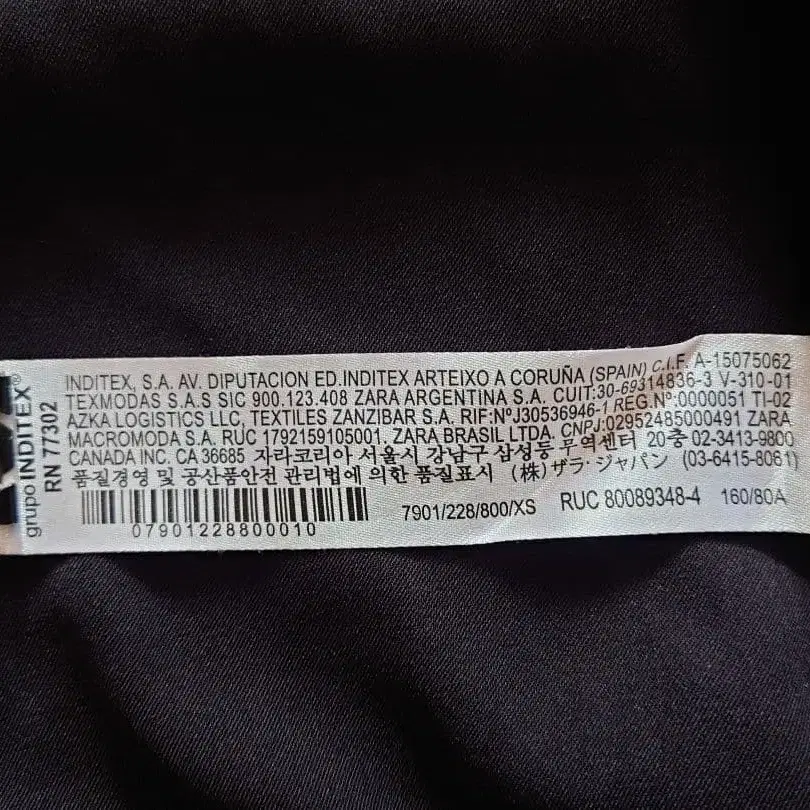 grupo INDITEX®
RN 77302
INDITEX, S.A. AV. DIPUTACION ED.INDITEX ARTEIXO A CORUÑA (SPAIN) C.I.F. A-15075062
TEXMODAS S.A.S SIC 900.123.408 ZARA ARGENTINA S.A. CUIT:30-69314836-3 V-310-01
AZKA LOGISTICS LLC, TEXTILES ZANZIBAR S.A. RIF:NºJ30536946-1 REG.Nº:0000051 TI-02
MACROMODA S.A. RUC 1792159105001. ZARA BRASIL LTDA. CNPJ:02952485000491 ZARA
CANADA INC. CA 36685 자라코리아 서울시 강남구 삼성동 무역센터 20층 02-3413-9800
품질경영 및 공산품안전 관리법에 의한 품질표시 (株)ザラ・ジャパン (03-6415-8061)
07901228800010
7901/228/800/XS RUC 80089348-4 160/80A